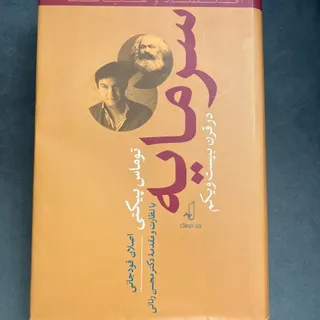 سرمایه
در قرن بیست و یکم
توماس پیکتی
اصلان قودجانی
با نظارت و مقدمهٔ دکتر محسن رنانی